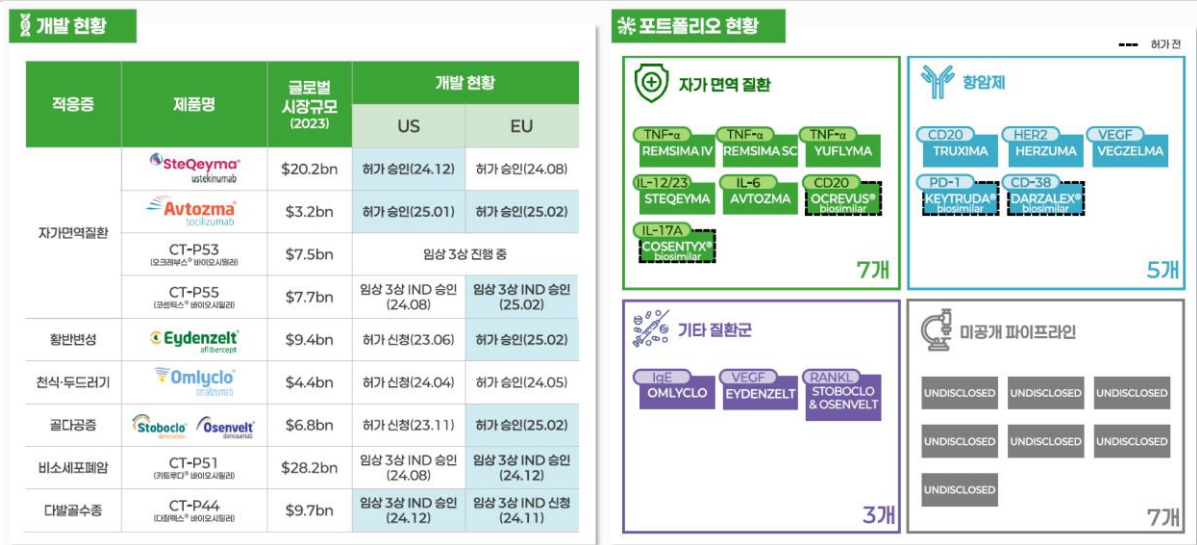 개발 현황
적응증
제품명
글로벌
시장규모
(2023)
개발 현황
US
EU
자가면역질환
SteQeyma
ustekinumab
$20.2bn
허가 승인(24.12)
허가 승인(24.08)
Avtozma
tocilizumab
$3.2bn
허가 승인(25.01)
허가 승인(25.02)
CT-P53
(오크레부스® 바이오시밀러)
$7.5bn
임상 3상 진행 중
CT-P55
(코센틱스® 바이오시밀러)
$7.7bn
임상 3상 IND 승인
(24.08)
임상 3상 IND 승인
(25.02)
황반변성
Eydenzelt
aflibercept
$9.4bn
허가 신청(23.06)
허가 승인(25.02)
천식·두드러기
Omlyclo
omalizumab
$4.4bn
허가 신청(24.04)
허가 승인(24.05)
골다공증
Stoboclo
denosumab
Osenvelt
denosumab
$6.8bn
허가 신청(23.11)
허가 승인(25.02)
비소세포폐암
CT-P51
(키트루다® 바이오시밀러)
$28.2bn
임상 3상 IND 승인
(24.08)
임상 3상 IND 승인
(24.12)
다발골수종
CT-P44
(다잘렉스® 바이오시밀러)
$9.7bn
임상 3상 IND 승인
(24.12)
임상 3상 IND 신청
(24.11)
포트폴리오 현황
허가 전
자가 면역 질환
TNF-α
REMSIMA IV
TNF-α
REMSIMA SC
TNF-α
YUFLYMA
IL-12/23
STEQEYMA
IL-6
AVTOZMA
CD20
OCREVUS®
biosimilar
IL-17A
COSENTYX®
biosimilar
7개
항암제
CD20
TRUXIMA
HER2
HERZUMA
VEGF
VEGZELMA
PD-1
KEYTRUDA®
biosimilar
CD-38
DARZALEX®
biosimilar
5개
기타 질환군
IgE
OMLYCLO
VEGF
EYDENZELT
RANKL
STOBOCLO
& OSENVELT
3개
미공개 파이프라인
UNDISCLOSED
UNDISCLOSED
UNDISCLOSED
UNDISCLOSED
UNDISCLOSED
UNDISCLOSED
UNDISCLOSED
7개